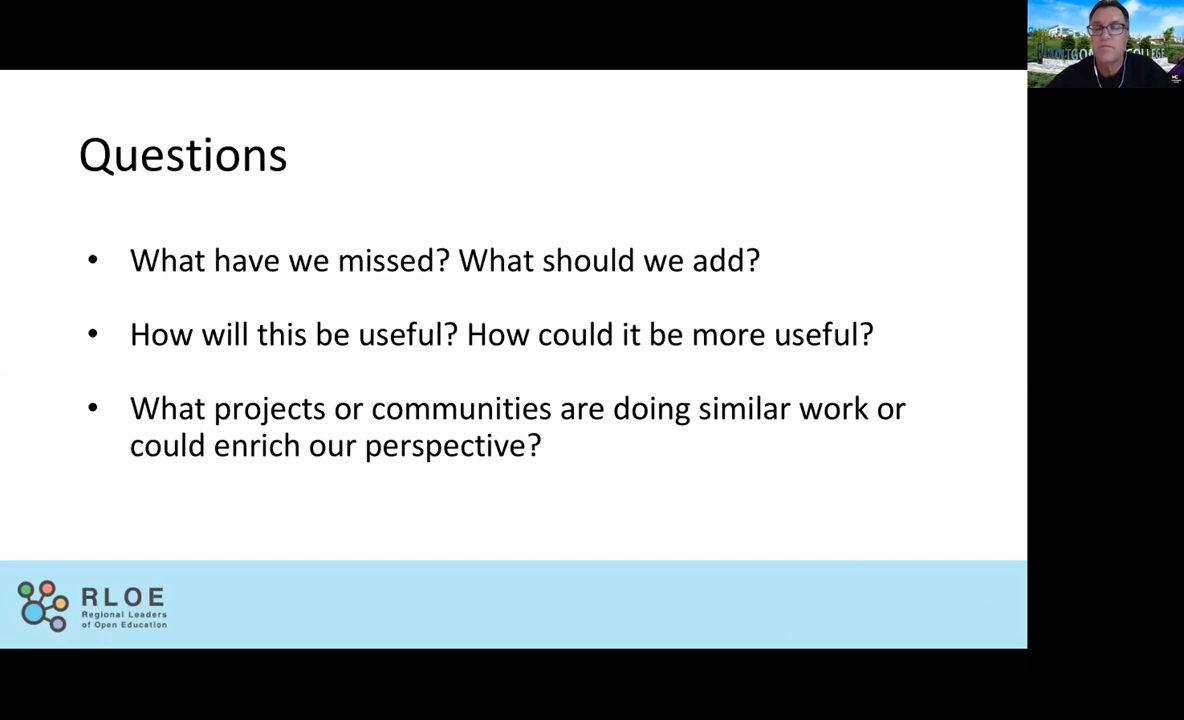 Questions
• What have we missed? What should we add?
• How will this be useful? How could it be more useful?
• What projects or communities are doing similar work or
could enrich our perspective?
RLOE
Regional Leaders
of Open Education
COLLEGE